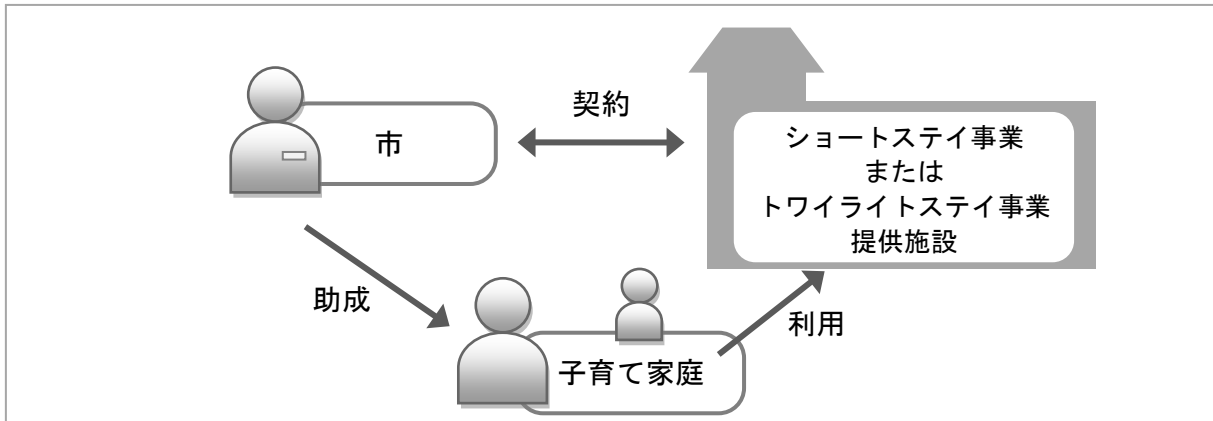 契約
市
ショートステイ事業
または
トワイライトステイ事業
提供施設
助成
利用
子育て家庭